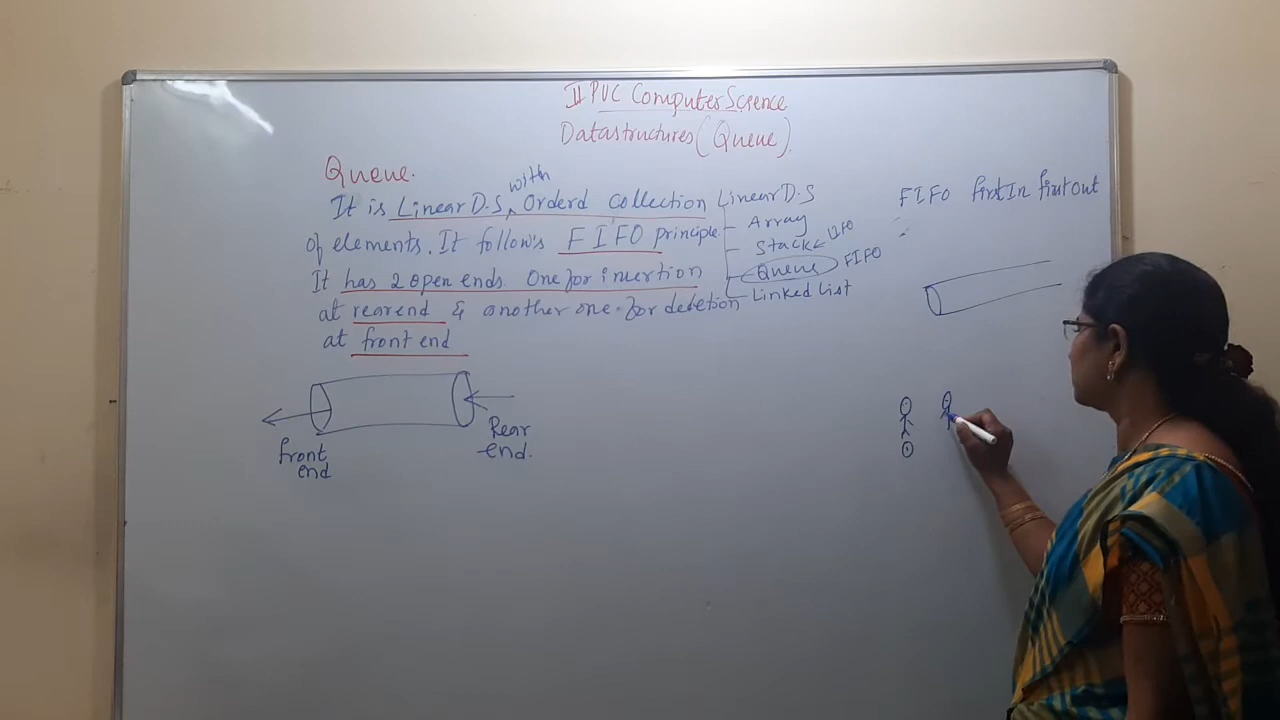 II PUC Computer Science
Datastructures (Queue).
Queue.
with
It is Linear D.S, Orderd collection
of elements. It follow's FIFO principle.
It has 2 open ends. One for insertion
at rear end & another one for deletion
at front end
Linear D.S
Array
Stack LIFO
Queue FIFO
Linked List
FIFO first In first Out
front
end
Rear
end.